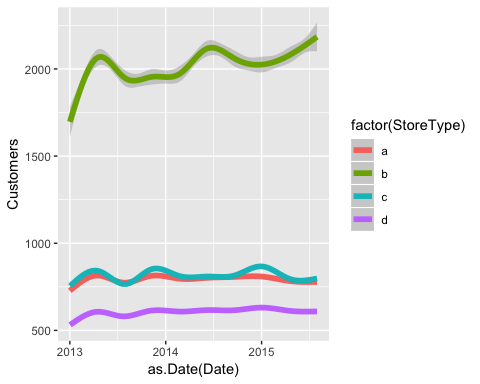 2000
1500
1000
500
Customers
2013
2014
2015
as.Date(Date)
factor(StoreType)
a
b
c
d